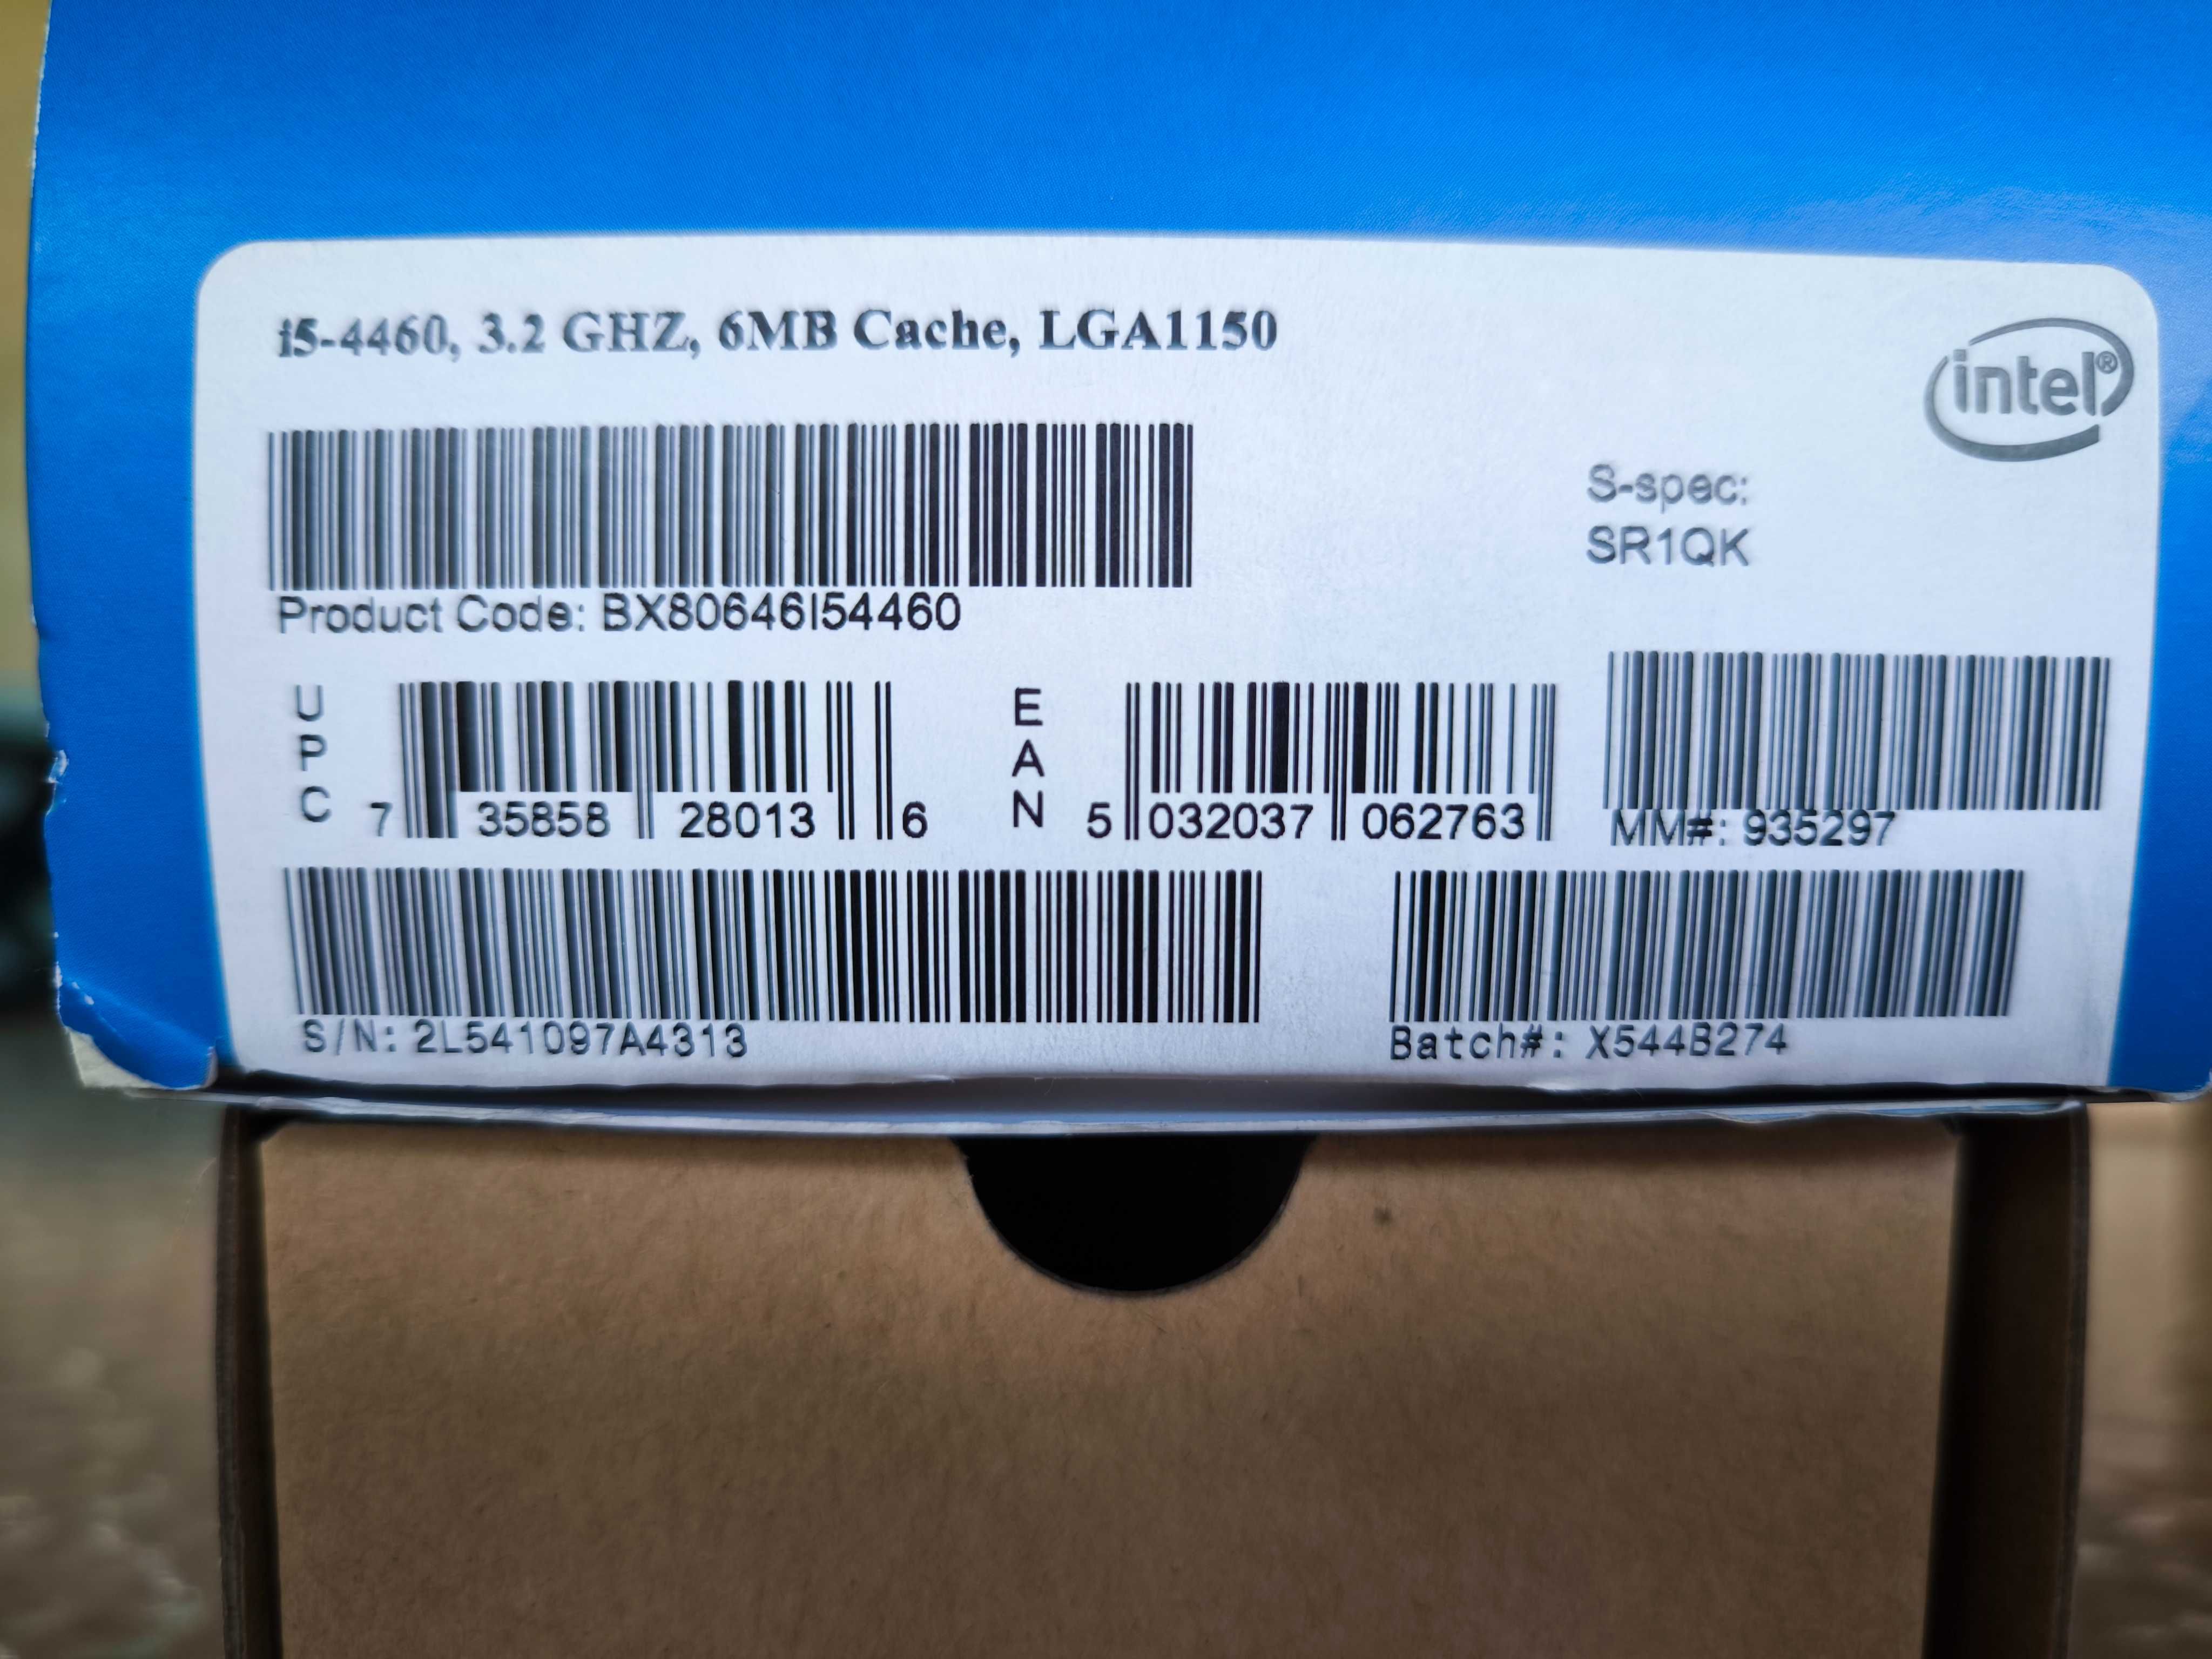 i5-4460, 3.2 GHZ, 6MB Cache, LGA1150
intel®
S-spec:
SR1QK
Product Code: BX80646I54460
UPC 7 35858 28013 6
EAN 5 032037 062763
MM#: 935297
S/N: 2L541097A4313
Batch#: X544B274